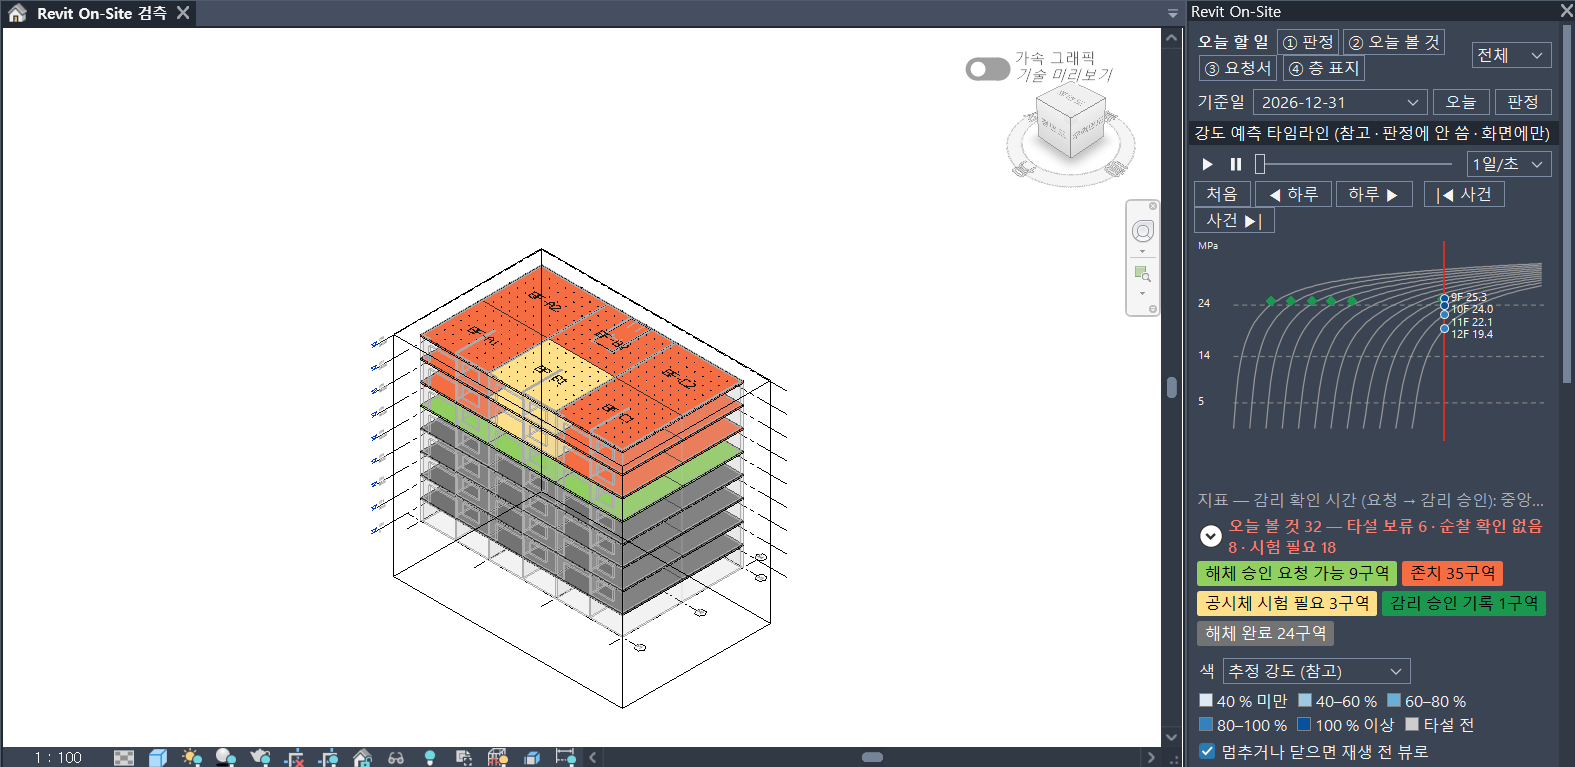 Revit On-Site 검측
Revit On-Site
오늘 할 일 ① 판정 ② 오늘 볼 것 전체
③ 요청서 ④ 층 표지
기준일 2026-12-31 오늘 판정
강도 예측 타임라인 (참고 · 판정에 안 씀 · 화면에만)
1일/초
처음 ◀ 하루 하루 ▶ |◀ 사건
사건 ▶|
MPa
24
14
5
9F 25.3
10F 24.0
11F 22.1
12F 19.4
지표 — 감리 확인 시간 (요청 → 감리 승인): 중앙...
오늘 볼 것 32 — 타설 보류 6 · 순찰 확인 없음
8 · 시험 필요 18
해체 승인 요청 가능 9구역 존치 35구역
공시체 시험 필요 3구역 감리 승인 기록 1구역
해체 완료 24구역
색 추정 강도 (참고)
40 % 미만 40–60 % 60–80 %
80–100 % 100 % 이상 타설 전
멈추거나 닫으면 재생 전 뷰로
가속 그래픽
기술 미리보기
1 : 100